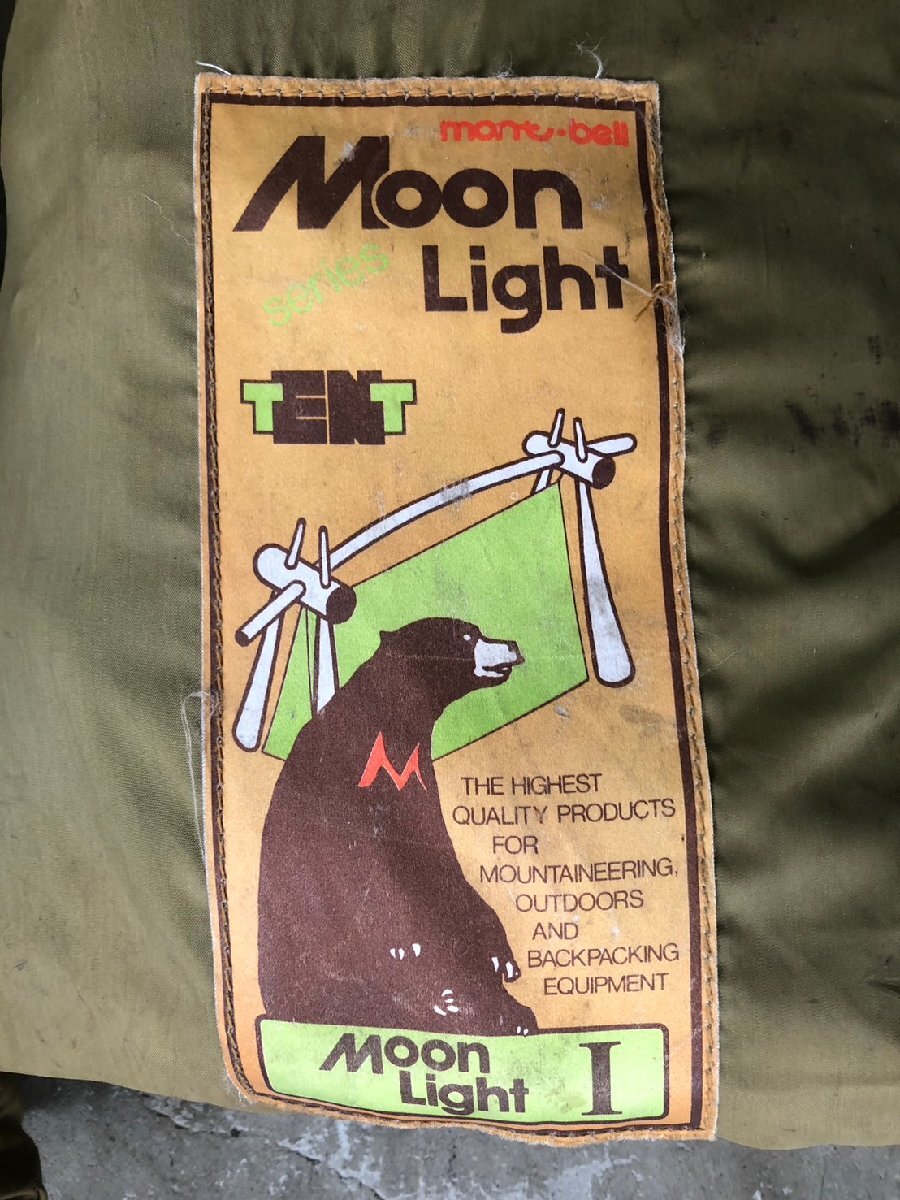 mont·bell
Moon
Light
series
TENT
M
THE HIGHEST
QUALITY PRODUCTS
FOR
MOUNTAINEERING,
OUTDOORS
AND
BACKPACKING
EQUIPMENT
Moon
Light I